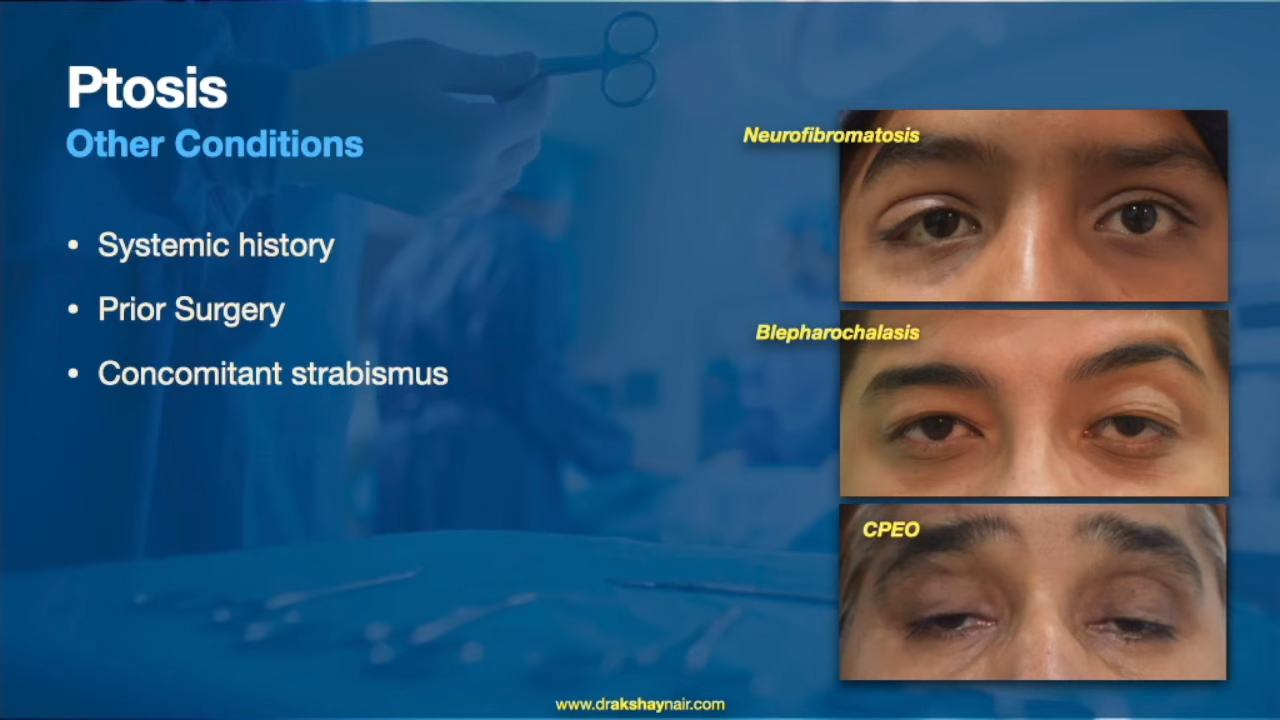 Ptosis
Other Conditions
• Systemic history
• Prior Surgery
• Concomitant strabismus
Neurofibromatosis
Blepharochalasis
CPEO
www.drakshaynair.com